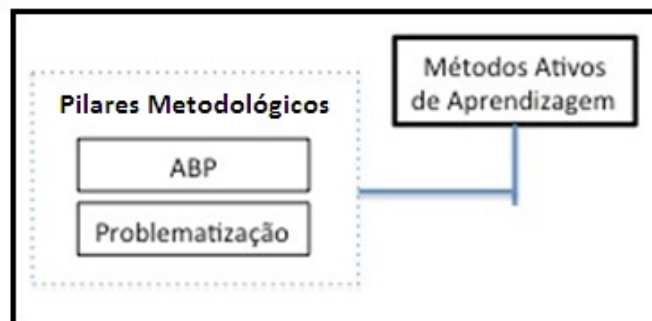 Métodos Ativos
de Aprendizagem
Pilares Metodológicos
ABP
Problematização